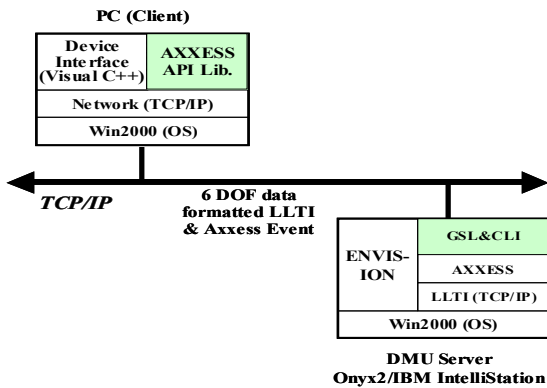 PC (Client)
Device
Interface
(Visual C++)
AXXESS
API Lib.
Network (TCP/IP)
Win2000 (OS)
TCP/IP
6 DOF data
formatted LLTI
& Axxess Event
ENVIS-
ION
GSL&CLI
AXXESS
LLTI (TCP/IP)
Win2000 (OS)
DMU Server
Onyx2/IBM IntelliStation